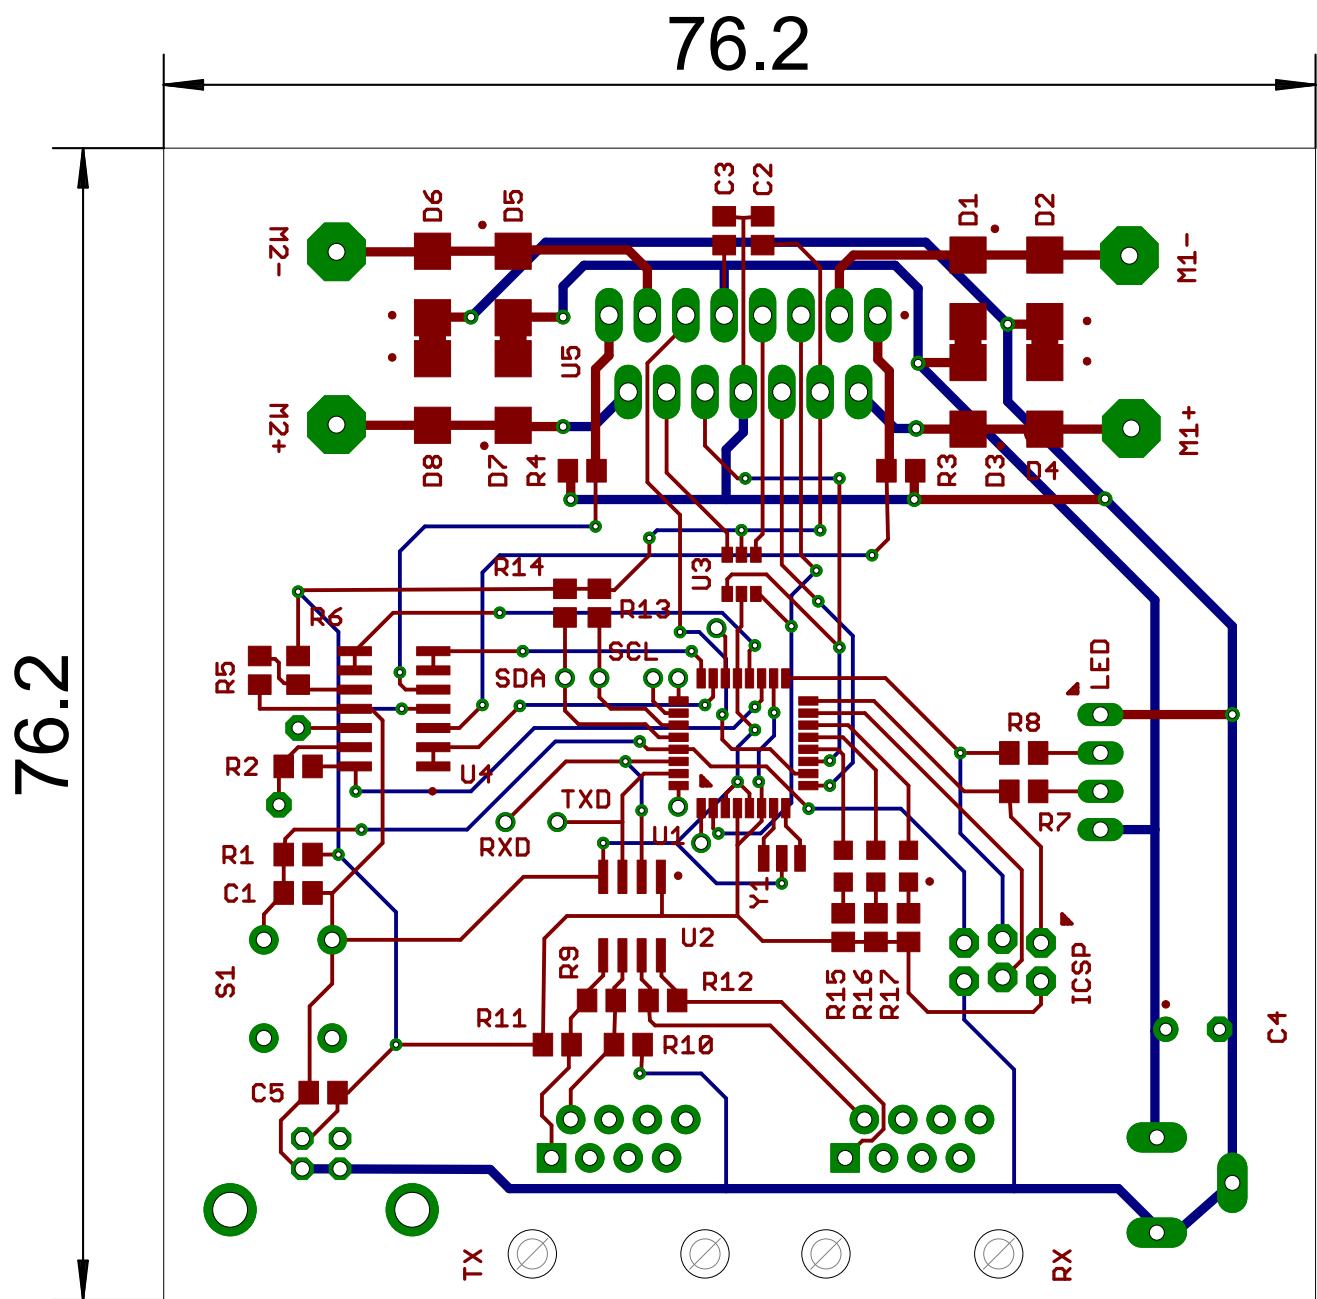 76.2
76.2
C3
C2
D6
D5
D1
D2
M2-
M1-
U5
M2+
M1+
D8
D7
R4
R3
D3
D4
R14
U3
R6
R13
SCL
SDA
R5
LED
R8
R2
U4
TXD
R7
RXD
U1
R1
C1
Y1
U2
R9
R12
S1
R15
R16
R17
ICSP
R11
R10
C4
C5
TX
RX